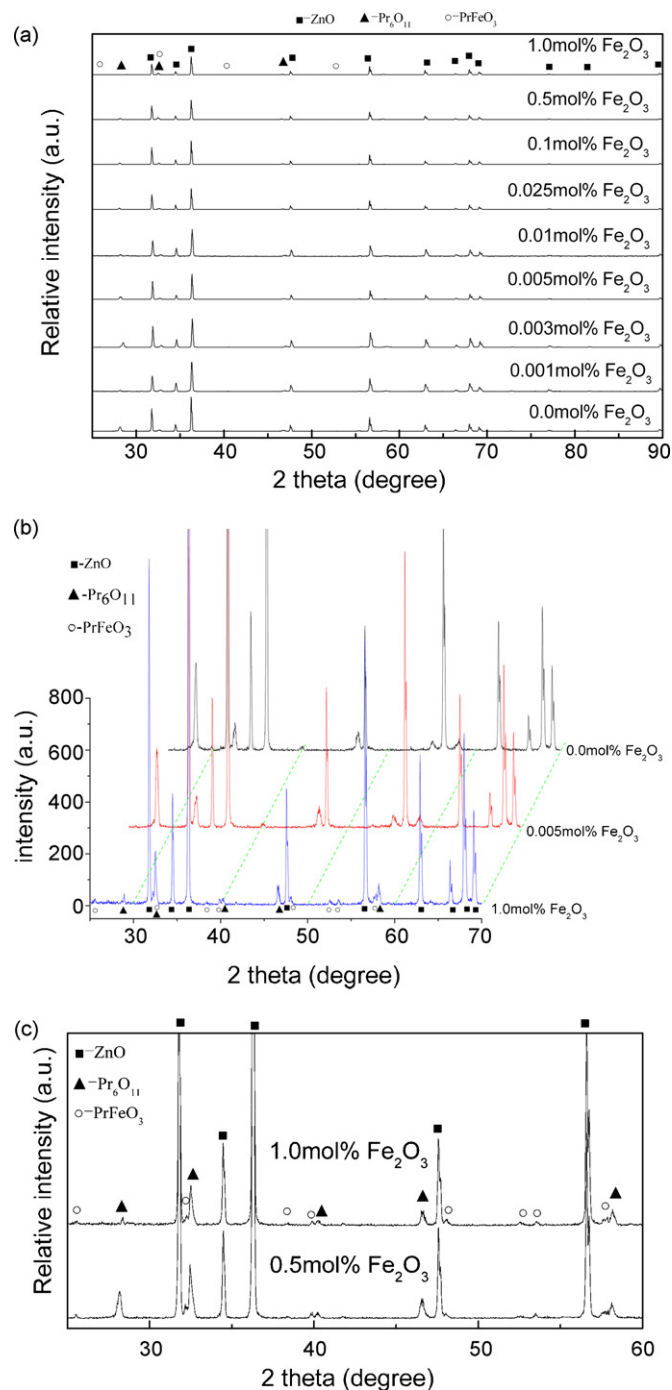 ■–ZnO ▲–Pr₆O₁₁ ○–PrFeO₃
(a)
1.0mol% Fe₂O₃
0.5mol% Fe₂O₃
0.1mol% Fe₂O₃
0.025mol% Fe₂O₃
0.01mol% Fe₂O₃
0.005mol% Fe₂O₃
0.003mol% Fe₂O₃
0.001mol% Fe₂O₃
0.0mol% Fe₂O₃
Relative intensity (a.u.)
30 40 50 60 70 80 90
2 theta (degree)
(b)
■-ZnO
▲-Pr₆O₁₁
○-PrFeO₃
800
600
400
200
0
intensity (a.u.)
0.0mol% Fe₂O₃
0.005mol% Fe₂O₃
1.0mol% Fe₂O₃
30 40 50 60 70
2 theta (degree)
(c)
■–ZnO
▲–Pr₆O₁₁
○–PrFeO₃
1.0mol% Fe₂O₃
0.5mol% Fe₂O₃
Relative intensity (a.u.)
30 40 50 60
2 theta (degree)